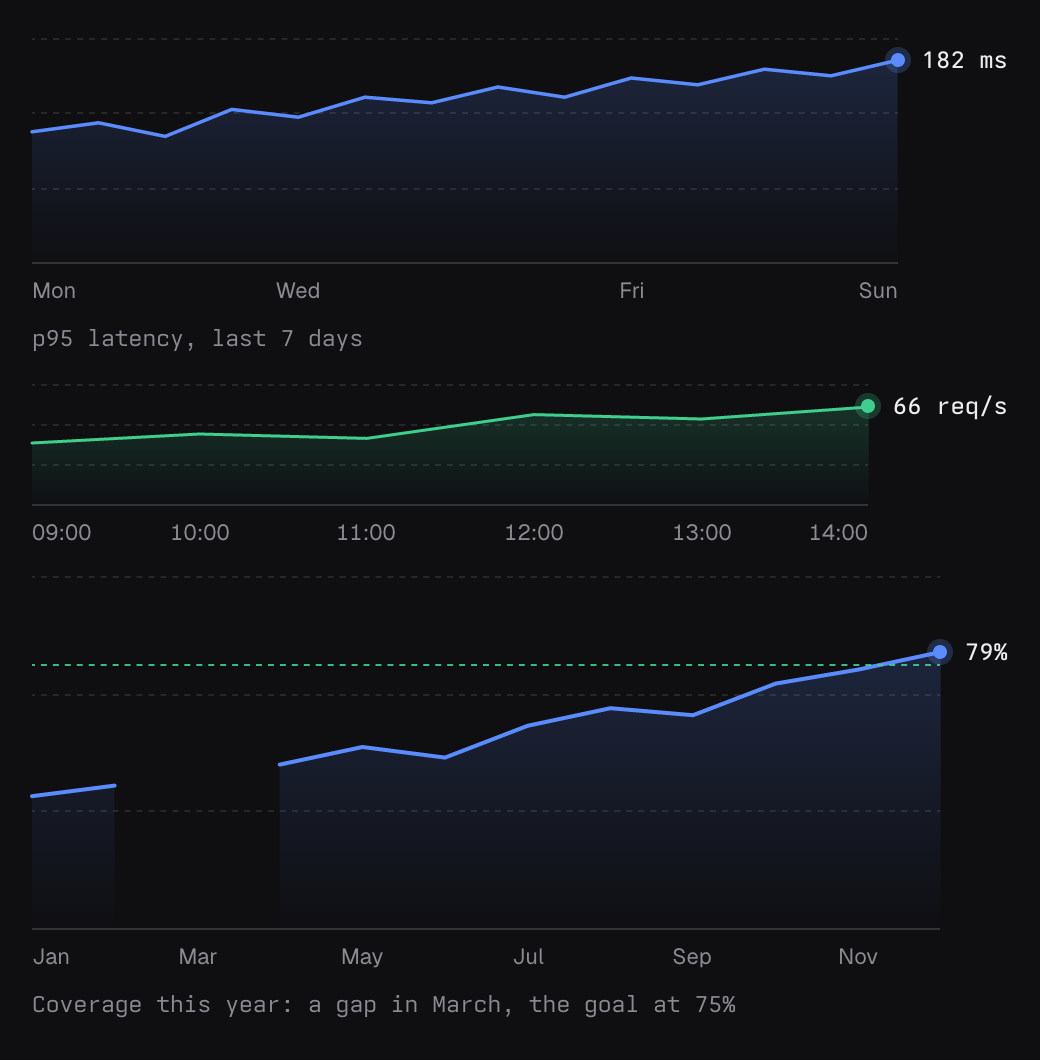 182 ms
Mon Wed Fri Sun
p95 latency, last 7 days
66 req/s
09:00 10:00 11:00 12:00 13:00 14:00
79%
Jan Mar May Jul Sep Nov
Coverage this year: a gap in March, the goal at 75%